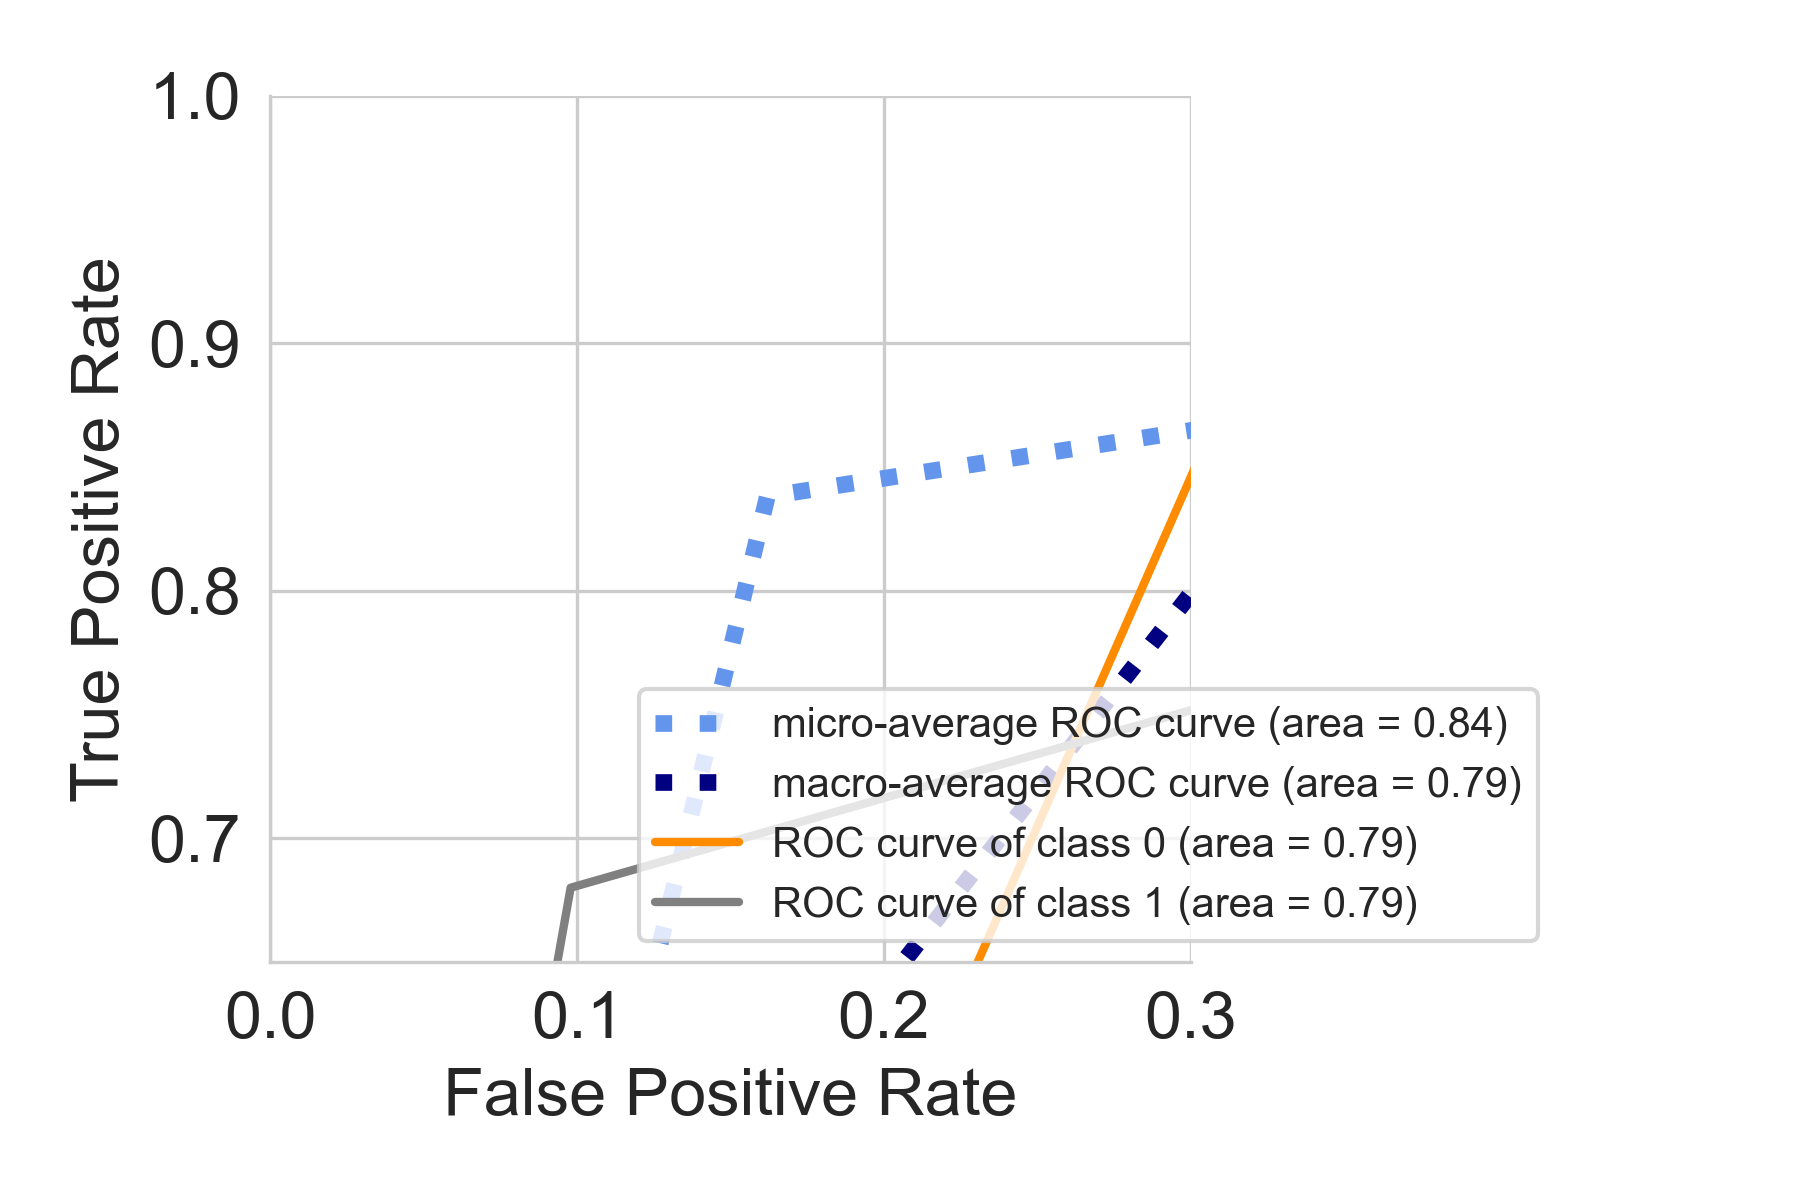 1.0
0.9
0.8
0.7
True Positive Rate
micro-average ROC curve (area = 0.84)
macro-average ROC curve (area = 0.79)
ROC curve of class 0 (area = 0.79)
ROC curve of class 1 (area = 0.79)
0.0 0.1 0.2 0.3
False Positive Rate